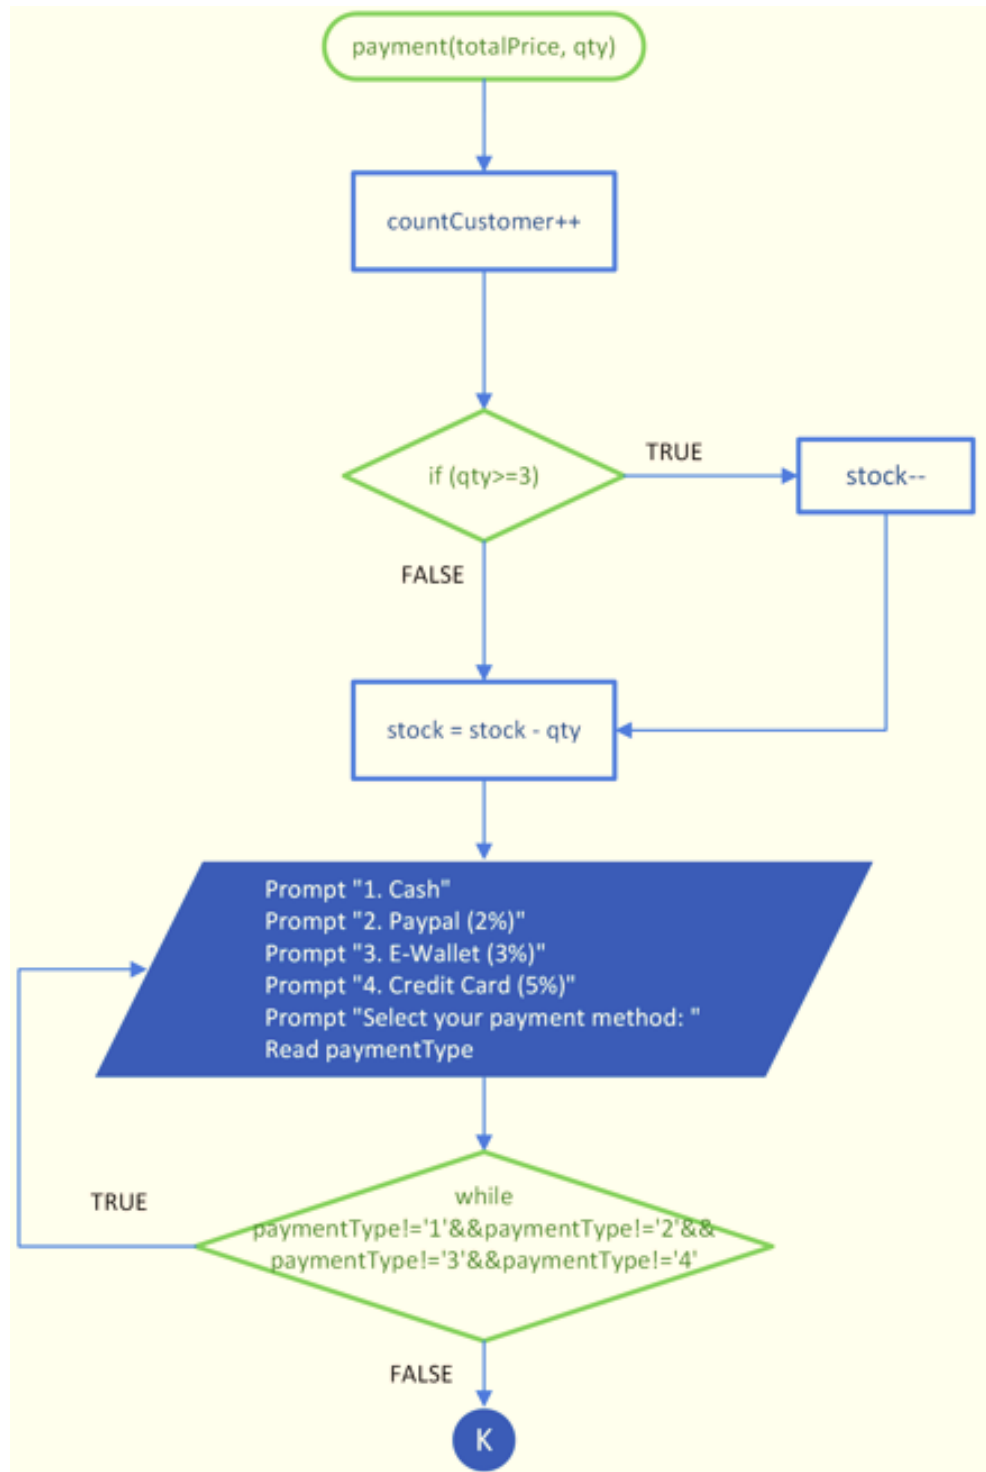 payment(totalPrice, qty)
countCustomer++
if (qty>=3)
TRUE
stock--
FALSE
stock = stock - qty
Prompt "1. Cash"
Prompt "2. Paypal (2%)"
Prompt "3. E-Wallet (3%)"
Prompt "4. Credit Card (5%)"
Prompt "Select your payment method: "
Read paymentType
TRUE
while
paymentType!='1'&&paymentType!='2'&&
paymentType!='3'&&paymentType!='4'
FALSE
K